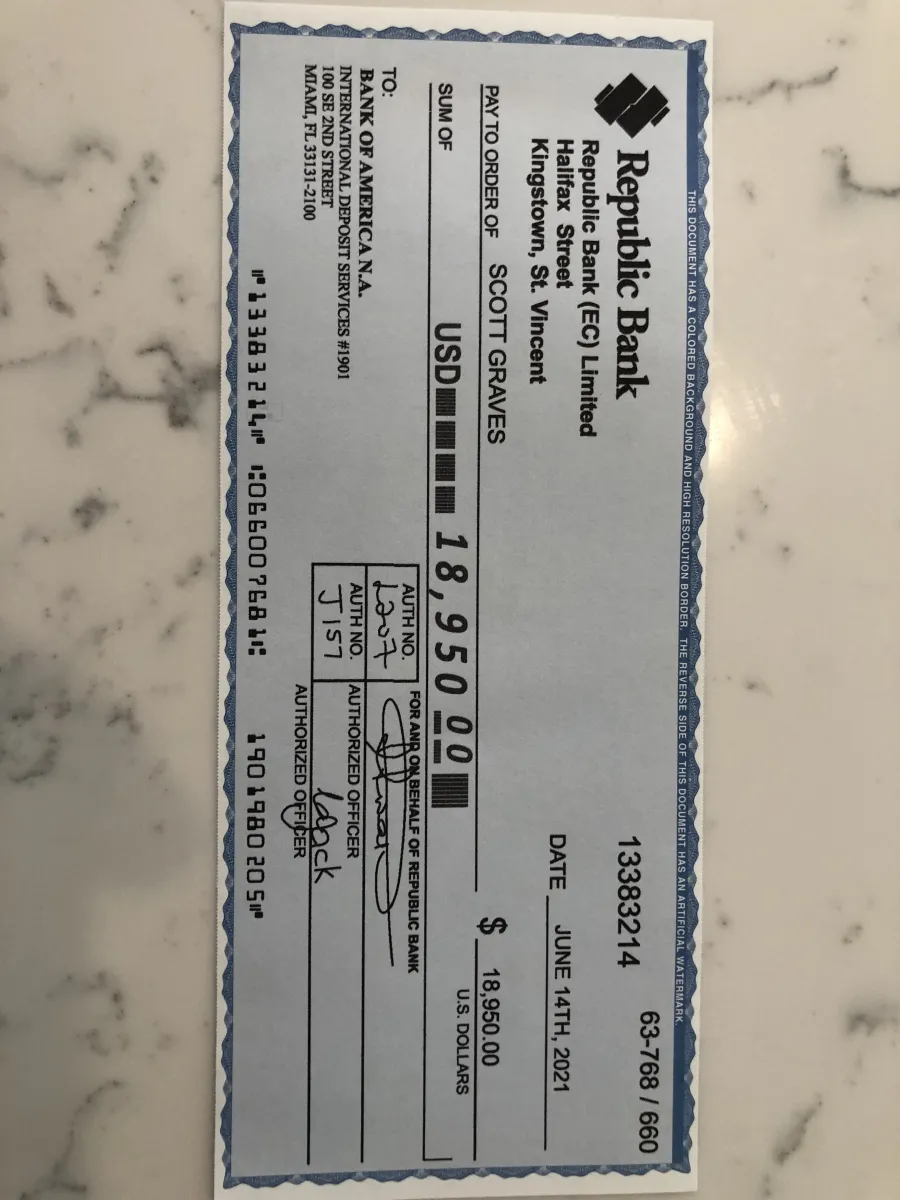 THIS DOCUMENT HAS A COLORED BACKGROUND AND HIGH RESOLUTION BORDER. THE REVERSE SIDE OF THIS DOCUMENT HAS AN ARTIFICIAL WATERMARK.
63-768 / 660
Republic Bank
13383214
Republic Bank (EC) Limited
Halifax Street
Kingstown, St. Vincent
DATE JUNE 14TH, 2021
PAY TO ORDER OF SCOTT GRAVES
$ 18,950.00
SUM OF USD 18,950 00
U.S. DOLLARS
FOR AND ON BEHALF OF REPUBLIC BANK
TO:
BANK OF AMERICA N.A.
INTERNATIONAL DEPOSIT SERVICES #1901
100 SE 2ND STREET
MIAMI, FL 33131-2100
AUTH NO.
L207
AUTHORIZED OFFICER
AUTH NO.
J157
AUTHORIZED OFFICER
⑈13383214⑈ ⑆066007681⑆ 1901980205⑈